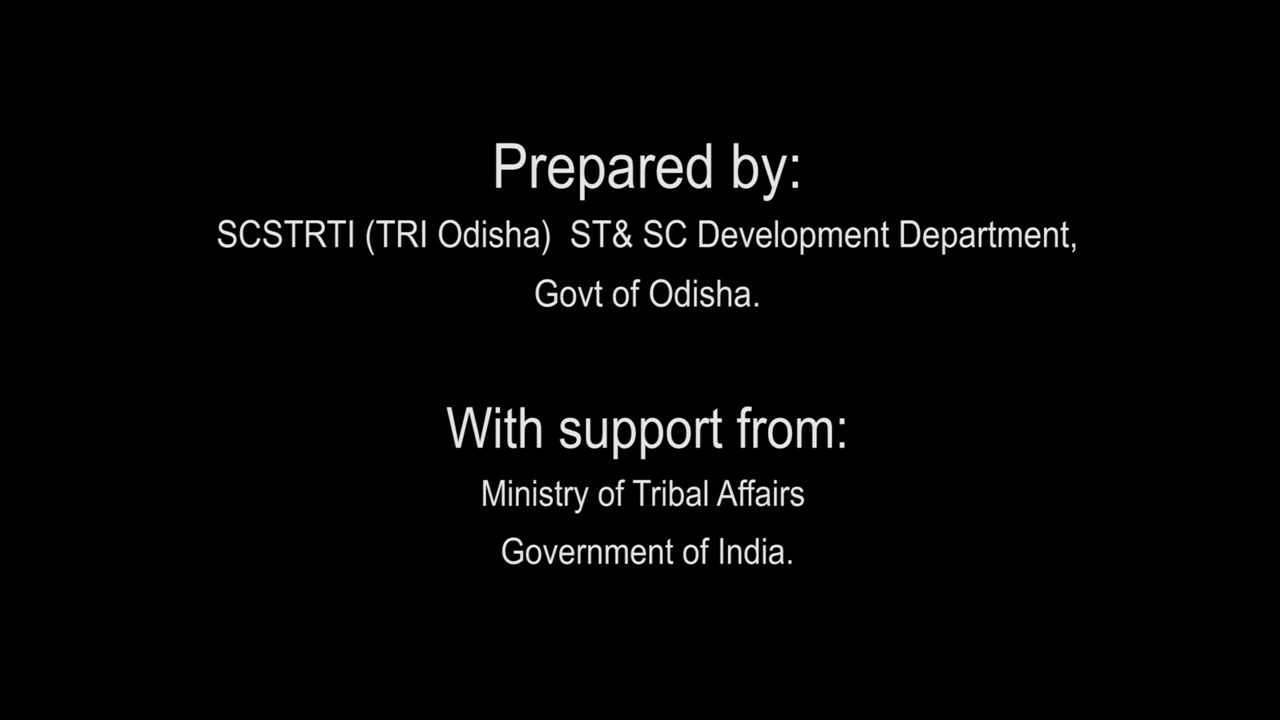 Prepared by:
SCSTRTI (TRI Odisha)  ST& SC Development Department,
Govt of Odisha.
With support from:
Ministry of Tribal Affairs
Government of India.